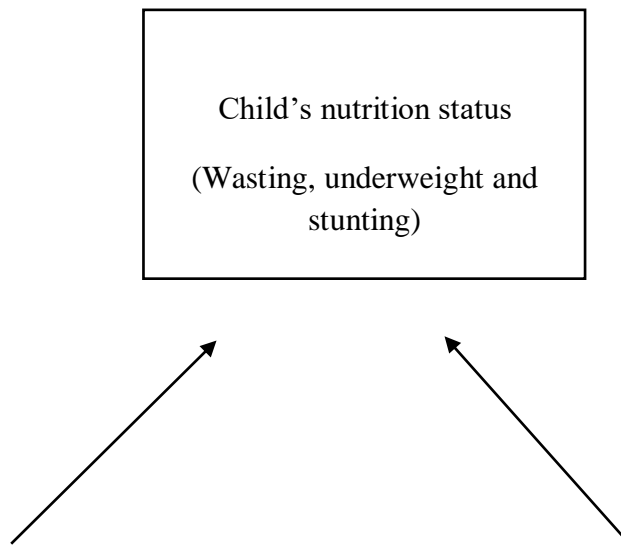 Child’s nutrition status
(Wasting, underweight and
stunting)